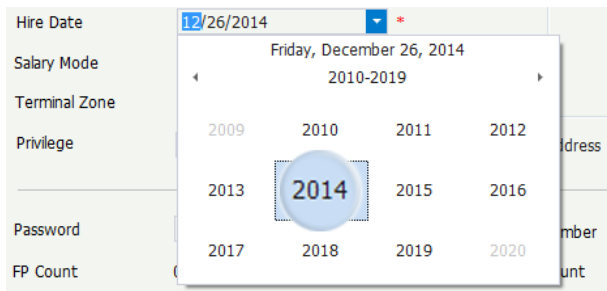 Hire Date 12/26/2014 *
Friday, December 26, 2014
Salary Mode
2010-2019
Terminal Zone
2009 2010 2011 2012
Privilege ddress
2013 2014 2015 2016
Password mber
2017 2018 2019 2020
FP Count unt